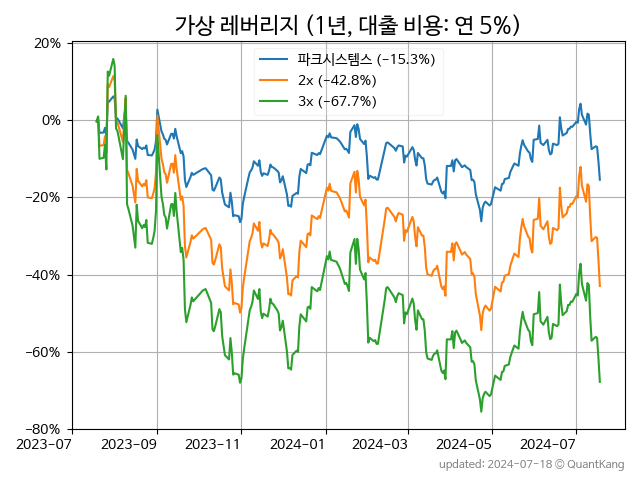 가상 레버리지 (1년, 대출 비용: 연 5%)
파크시스템스 (−15.3%)
2x (−42.8%)
3x (−67.7%)
20%
0%
−20%
−40%
−60%
−80%
2023-07 2023-09 2023-11 2024-01 2024-03 2024-05 2024-07
updated: 2024-07-18 © QuantKang